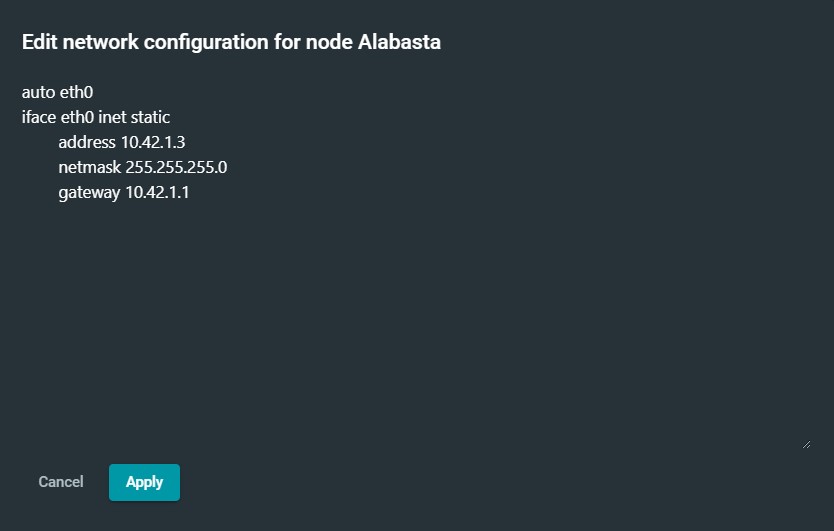 Edit network configuration for node Alabasta
auto eth0
iface eth0 inet static
address 10.42.1.3
netmask 255.255.255.0
gateway 10.42.1.1
Cancel
Apply